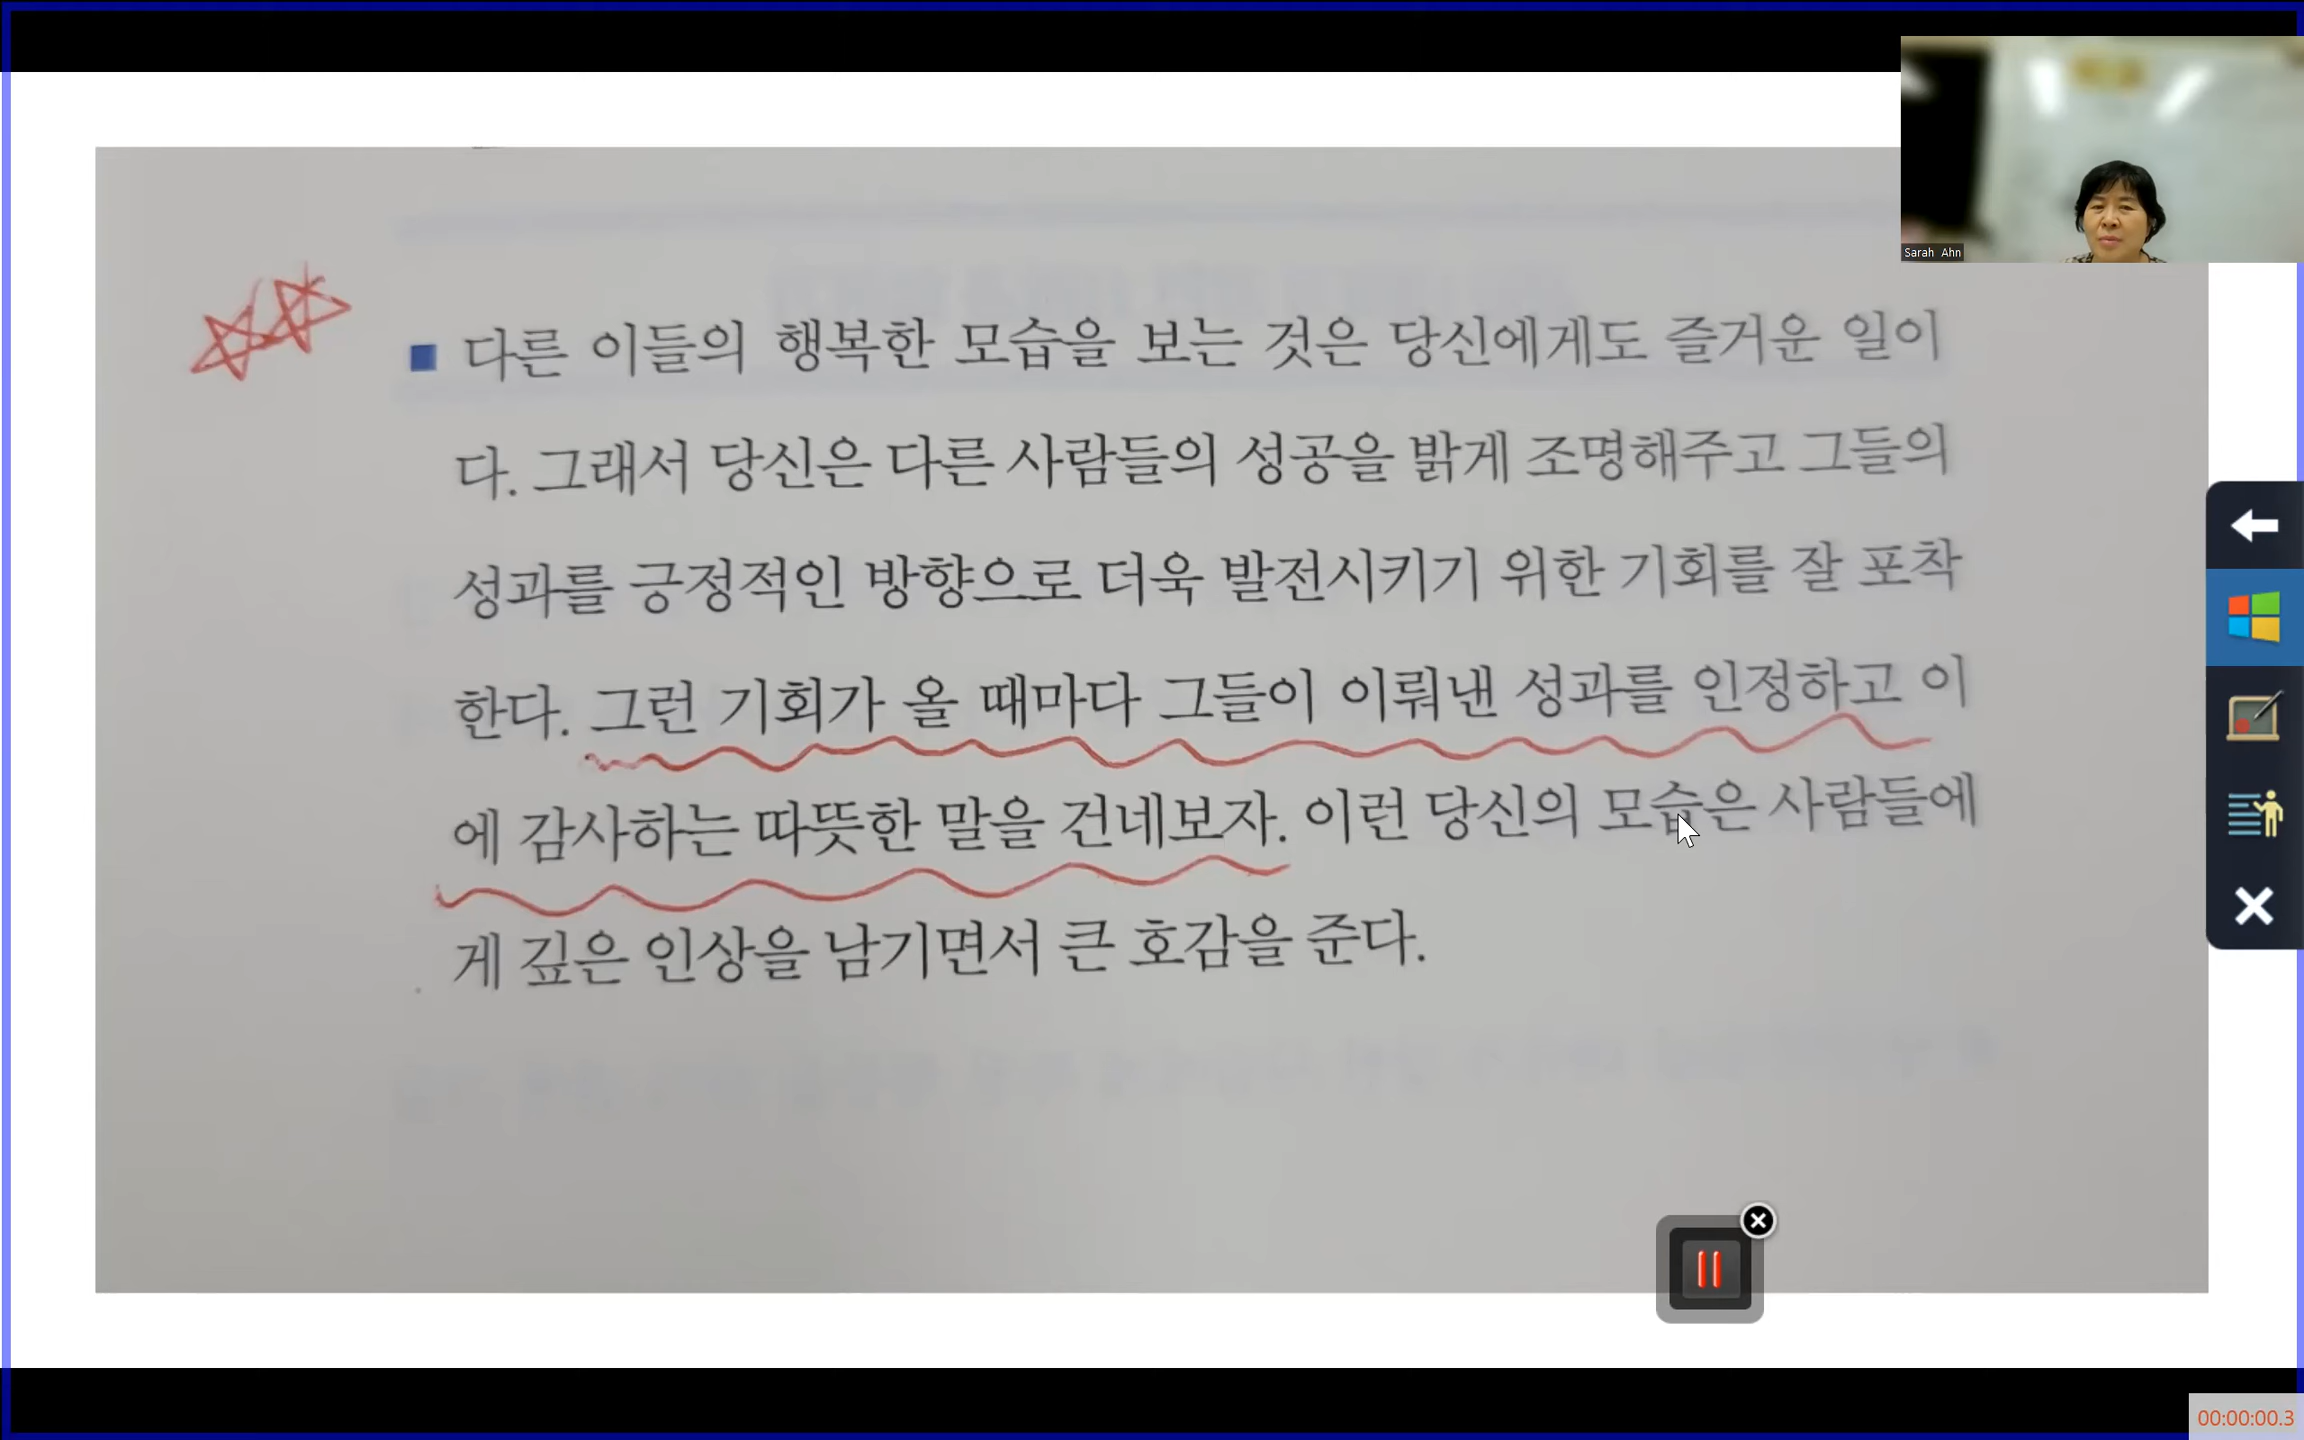 Sarah Ahn
■ 다른 이들의 행복한 모습을 보는 것은 당신에게도 즐거운 일이
다. 그래서 당신은 다른 사람들의 성공을 밝게 조명해주고 그들의
성과를 긍정적인 방향으로 더욱 발전시키기 위한 기회를 잘 포착
한다. 그런 기회가 올 때마다 그들이 이뤄낸 성과를 인정하고 이
에 감사하는 따뜻한 말을 건네보자. 이런 당신의 모습은 사람들에
게 깊은 인상을 남기면서 큰 호감을 준다.
00:00:00.3